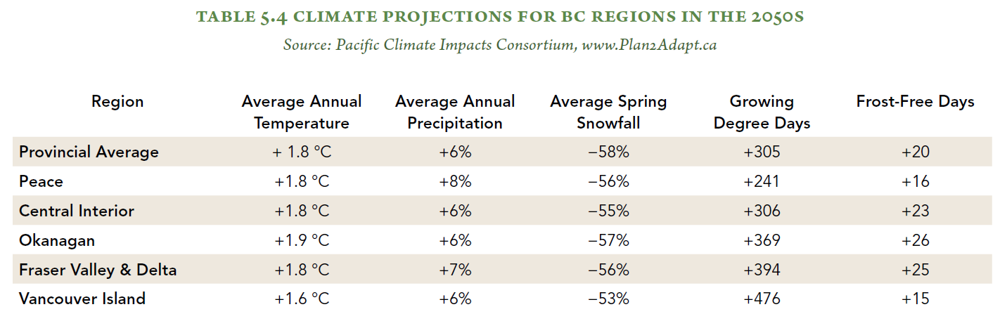 TABLE 5.4 CLIMATE PROJECTIONS FOR BC REGIONS IN THE 2050S
Source: Pacific Climate Impacts Consortium, www.Plan2Adapt.ca
Region Average Annual Average Annual Average Spring Growing Frost-Free Days
Temperature Precipitation Snowfall Degree Days
Provincial Average + 1.8 °C +6% −58% +305 +20
Peace +1.8 °C +8% −56% +241 +16
Central Interior +1.8 °C +6% −55% +306 +23
Okanagan +1.9 °C +6% −57% +369 +26
Fraser Valley & Delta +1.8 °C +7% −56% +394 +25
Vancouver Island +1.6 °C +6% −53% +476 +15